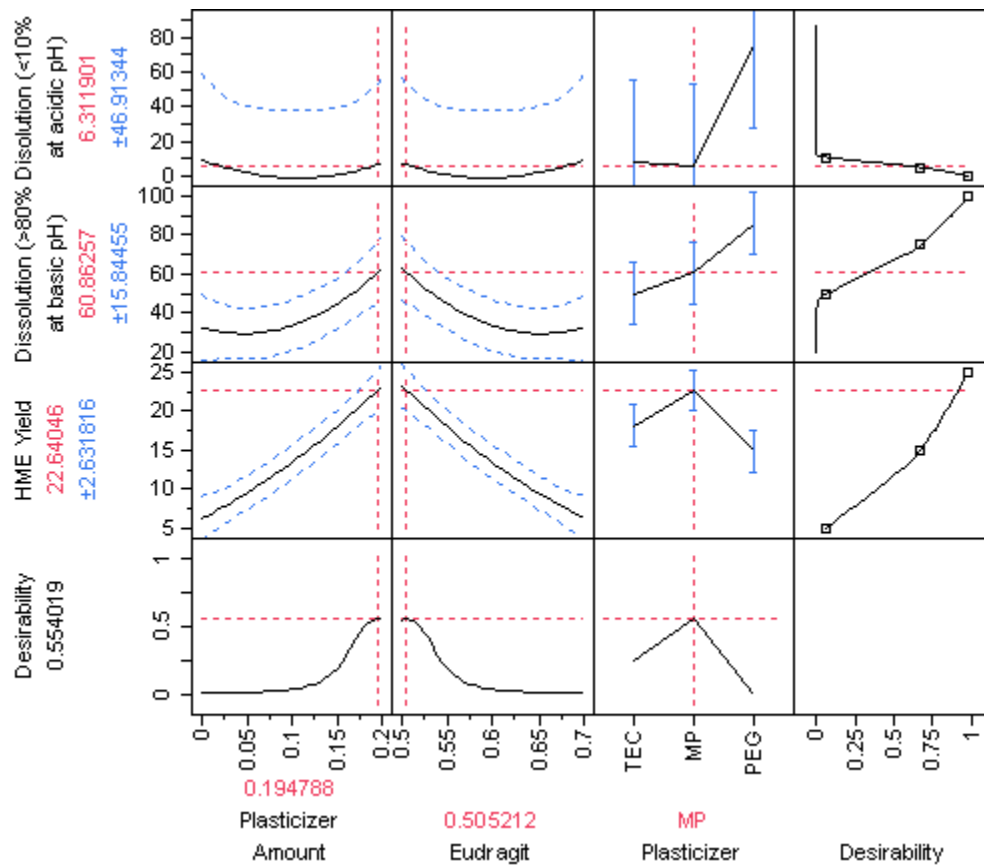 Disolution (<10%
at acidic pH)
6.311901
±46.91344
80
60
40
20
0
Dissolution (>80%
at basic pH)
60.86257
±15.84455
100
80
60
40
20
HME Yield
22.64046
±2.631816
25
20
15
10
5
Desirability
0.554019
1
0.5
0
0
0.05
0.1
0.15
0.2
0.5
0.55
0.6
0.65
0.7
TEC
MP
PEG
0
0.25
0.5
0.75
1
0.194788
Plasticizer
Amount
0.505212
Eudragit
MP
Plasticizer
Desirability